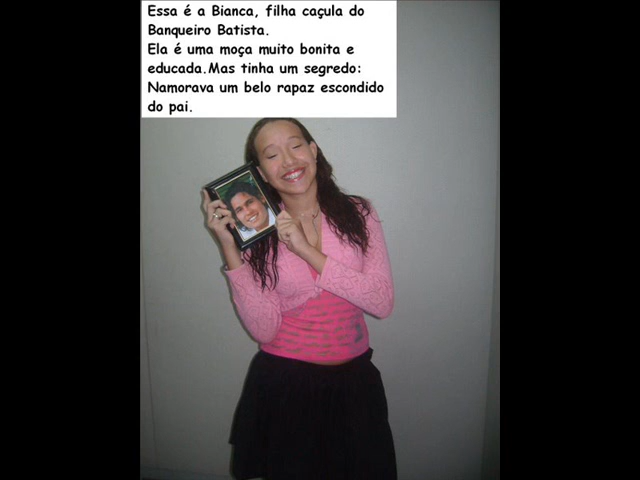 Essa é a Bianca, filha caçula do
Banqueiro Batista.
Ela é uma moça muito bonita e
educada.Mas tinha um segredo:
Namorava um belo rapaz escondido
do pai.